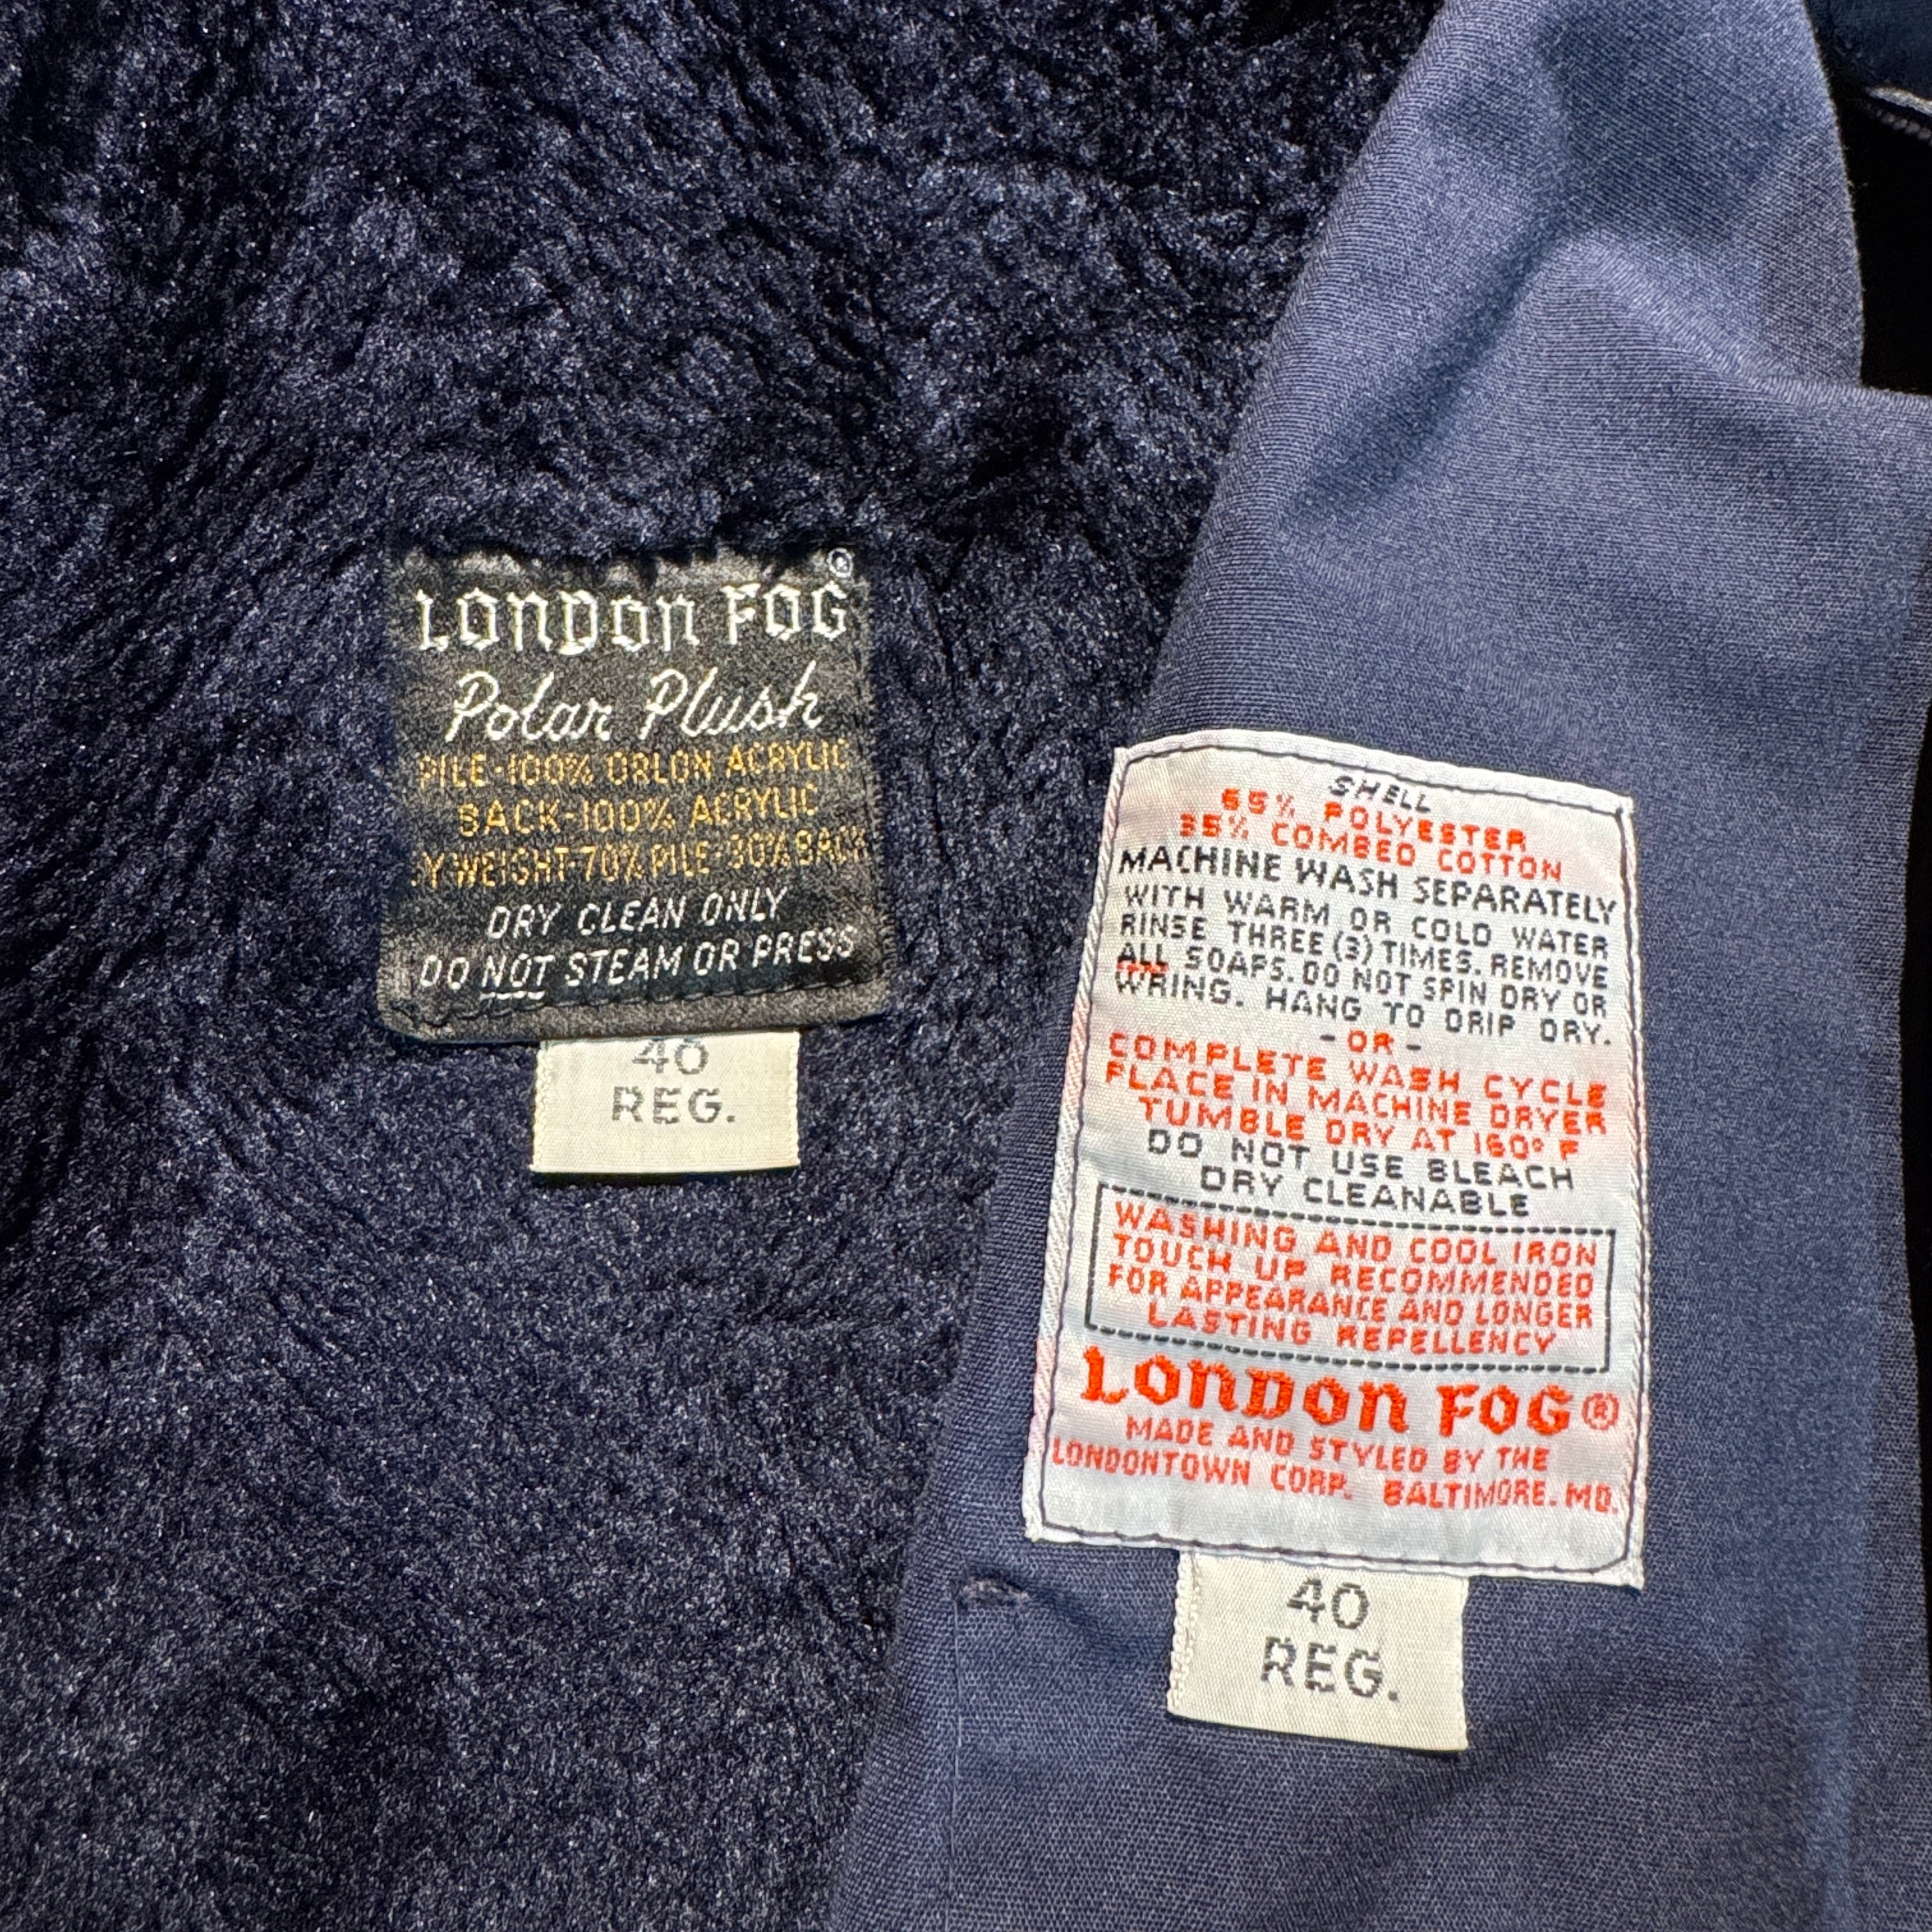 LONDON FOG®
Polar Plush
PILE-100% ORLON ACRYLIC
BACK-100% ACRYLIC
Y WEIGHT-70% PILE-30% BACK
DRY CLEAN ONLY
DO NOT STEAM OR PRESS
40
REG.
SHELL
65% POLYESTER
35% COMBED COTTON
MACHINE WASH SEPARATELY
WITH WARM OR COLD WATER
RINSE THREE (3) TIMES. REMOVE
ALL SOAPS. DO NOT SPIN DRY OR
WRING. HANG TO DRIP DRY.
- OR -
COMPLETE WASH CYCLE
PLACE IN MACHINE DRYER
TUMBLE DRY AT 160° F
DO NOT USE BLEACH
DRY CLEANABLE
WASHING AND COOL IRON
TOUCH UP RECOMMENDED
FOR APPEARANCE AND LONGER
LASTING REPELLENCY
LONDON FOG®
MADE AND STYLED BY THE
LONDONTOWN CORP. BALTIMORE. MD.
40
REG.